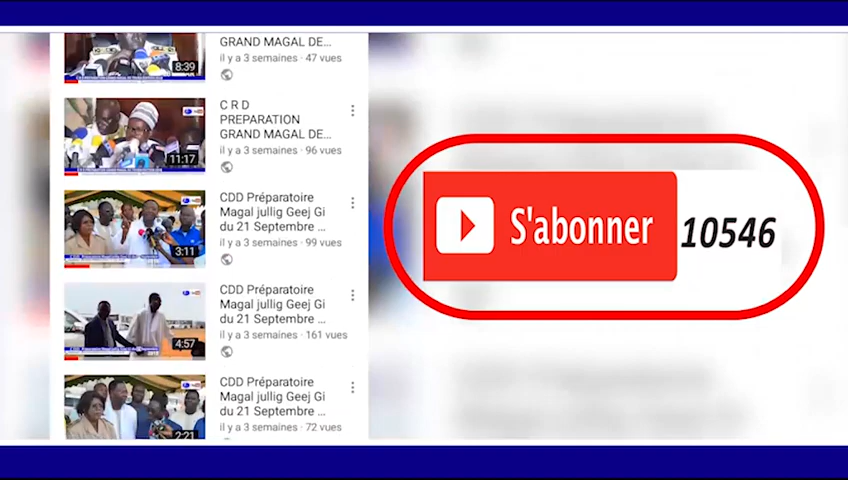 GRAND MAGAL DE...
il y a 3 semaines · 47 vues
8:39
C R D
PREPARATION
GRAND MAGAL DE...
il y a 3 semaines · 96 vues
11:17
CDD Préparatoire
Magal jullig Geej Gi
du 21 Septembre ...
il y a 3 semaines · 99 vues
3:11
CDD Préparatoire
Magal jullig Geej Gi
du 21 Septembre ...
il y a 3 semaines · 161 vues
4:57
CDD Préparatoire
Magal jullig Geej Gi
du 21 Septembre ...
il y a 3 semaines · 72 vues
2:21
S'abonner
10546